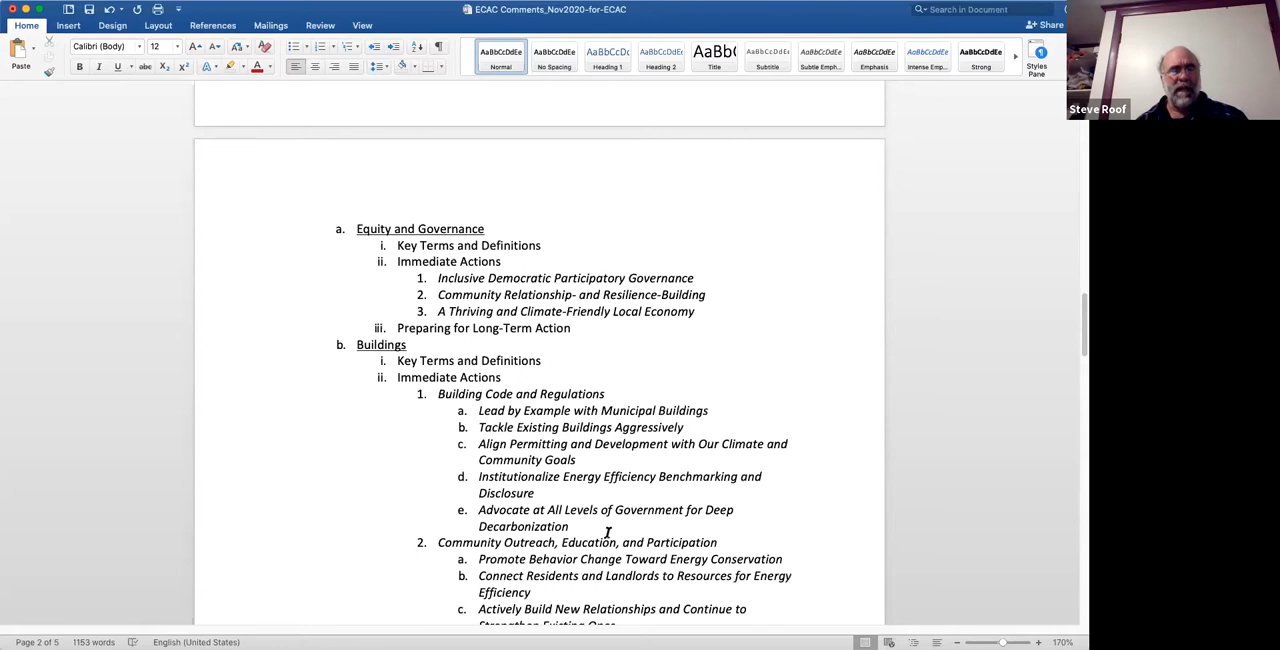 ECAC Comments_Nov2020-for-ECAC
Search in Document
Home Insert Design Layout References Mailings Review View
Share
Paste
Calibri (Body) 12
AaBbCcDdEe AaBbCcDdEe AaBbCcDc AaBbCcDdEe AaBb( AaBbCcDdEe AaBbCcDdEe AaBbCcDdEe AaBbCcDdEe AaBbCcDdEe
Normal No Spacing Heading 1 Heading 2 Title Subtitle Subtle Emph... Emphasis Intense Emp... Strong
Styles
Pane
Steve Roof
a. Equity and Governance
i. Key Terms and Definitions
ii. Immediate Actions
1. Inclusive Democratic Participatory Governance
2. Community Relationship- and Resilience-Building
3. A Thriving and Climate-Friendly Local Economy
iii. Preparing for Long-Term Action
b. Buildings
i. Key Terms and Definitions
ii. Immediate Actions
1. Building Code and Regulations
a. Lead by Example with Municipal Buildings
b. Tackle Existing Buildings Aggressively
c. Align Permitting and Development with Our Climate and
Community Goals
d. Institutionalize Energy Efficiency Benchmarking and
Disclosure
e. Advocate at All Levels of Government for Deep
Decarbonization
2. Community Outreach, Education, and Participation
a. Promote Behavior Change Toward Energy Conservation
b. Connect Residents and Landlords to Resources for Energy
Efficiency
c. Actively Build New Relationships and Continue to
Strengthen Existing Ones
Page 2 of 5 1153 words English (United States) 170%